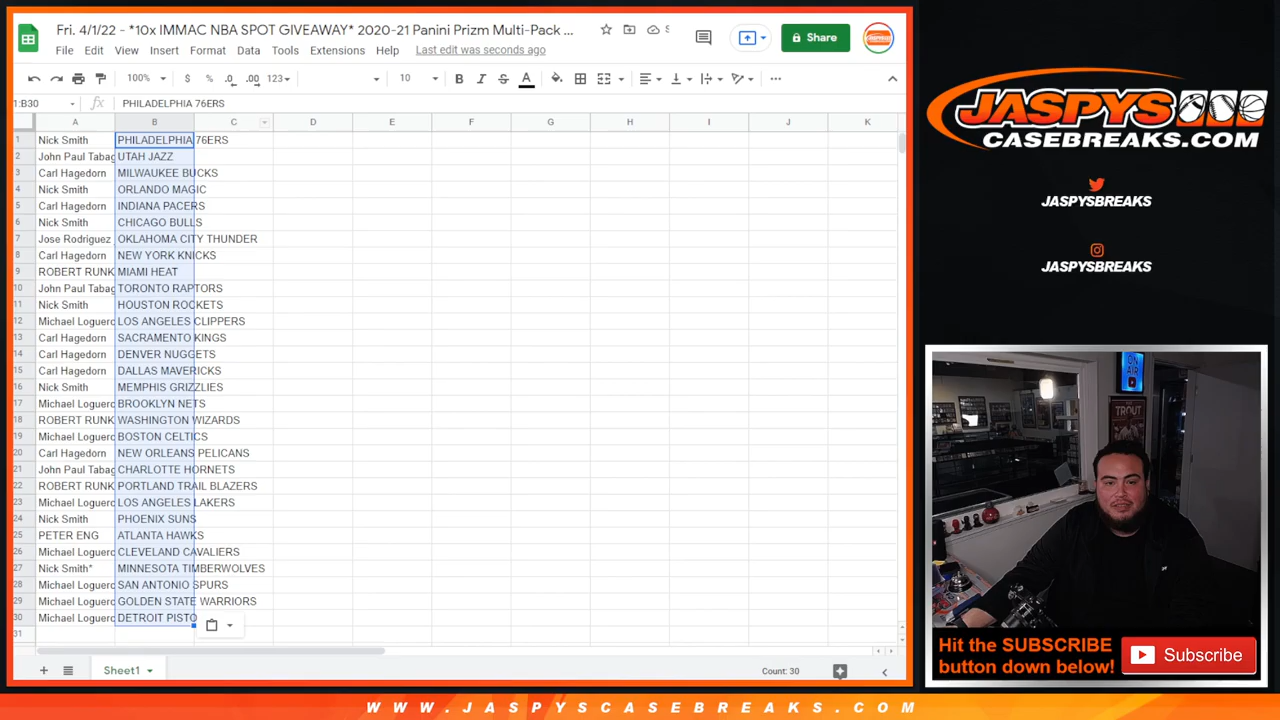 Fri. 4/1/22 - *10x IMMAC NBA SPOT GIVEAWAY* 2020-21 Panini Prizm Multi-Pack ...
File Edit View Insert Format Data Tools Extensions Help Last edit was seconds ago
Share
100% $ % .0 .00 123 10 B I S A
1:B30 fx PHILADELPHIA 76ERS
A B C D E F G H I J K
1 Nick Smith PHILADELPHIA 76ERS
2 John Paul Tabag UTAH JAZZ
3 Carl Hagedorn MILWAUKEE BUCKS
4 Nick Smith ORLANDO MAGIC
5 Carl Hagedorn INDIANA PACERS
6 Nick Smith CHICAGO BULLS
7 Jose Rodriguez OKLAHOMA CITY THUNDER
8 Carl Hagedorn NEW YORK KNICKS
9 ROBERT RUNK MIAMI HEAT
10 John Paul Tabag TORONTO RAPTORS
11 Nick Smith HOUSTON ROCKETS
12 Michael Loguerc LOS ANGELES CLIPPERS
13 Carl Hagedorn SACRAMENTO KINGS
14 Carl Hagedorn DENVER NUGGETS
15 Carl Hagedorn DALLAS MAVERICKS
16 Nick Smith MEMPHIS GRIZZLIES
17 Michael Loguerc BROOKLYN NETS
18 ROBERT RUNK WASHINGTON WIZARDS
19 Michael Loguerc BOSTON CELTICS
20 Carl Hagedorn NEW ORLEANS PELICANS
21 John Paul Tabag CHARLOTTE HORNETS
22 ROBERT RUNK PORTLAND TRAIL BLAZERS
23 Michael Loguerc LOS ANGELES LAKERS
24 Nick Smith PHOENIX SUNS
25 PETER ENG ATLANTA HAWKS
26 Michael Loguerc CLEVELAND CAVALIERS
27 Nick Smith* MINNESOTA TIMBERWOLVES
28 Michael Loguerc SAN ANTONIO SPURS
29 Michael Loguerc GOLDEN STATE WARRIORS
30 Michael Loguerc DETROIT PISTO
31
Sheet1 Count: 30
JASPYS
CASEBREAKS.COM
JASPYSBREAKS
JASPYSBREAKS
ON
AIR
TROUT
Hit the SUBSCRIBE
button down below!
Subscribe
WWW.JASPYSCASEBREAKS.COM